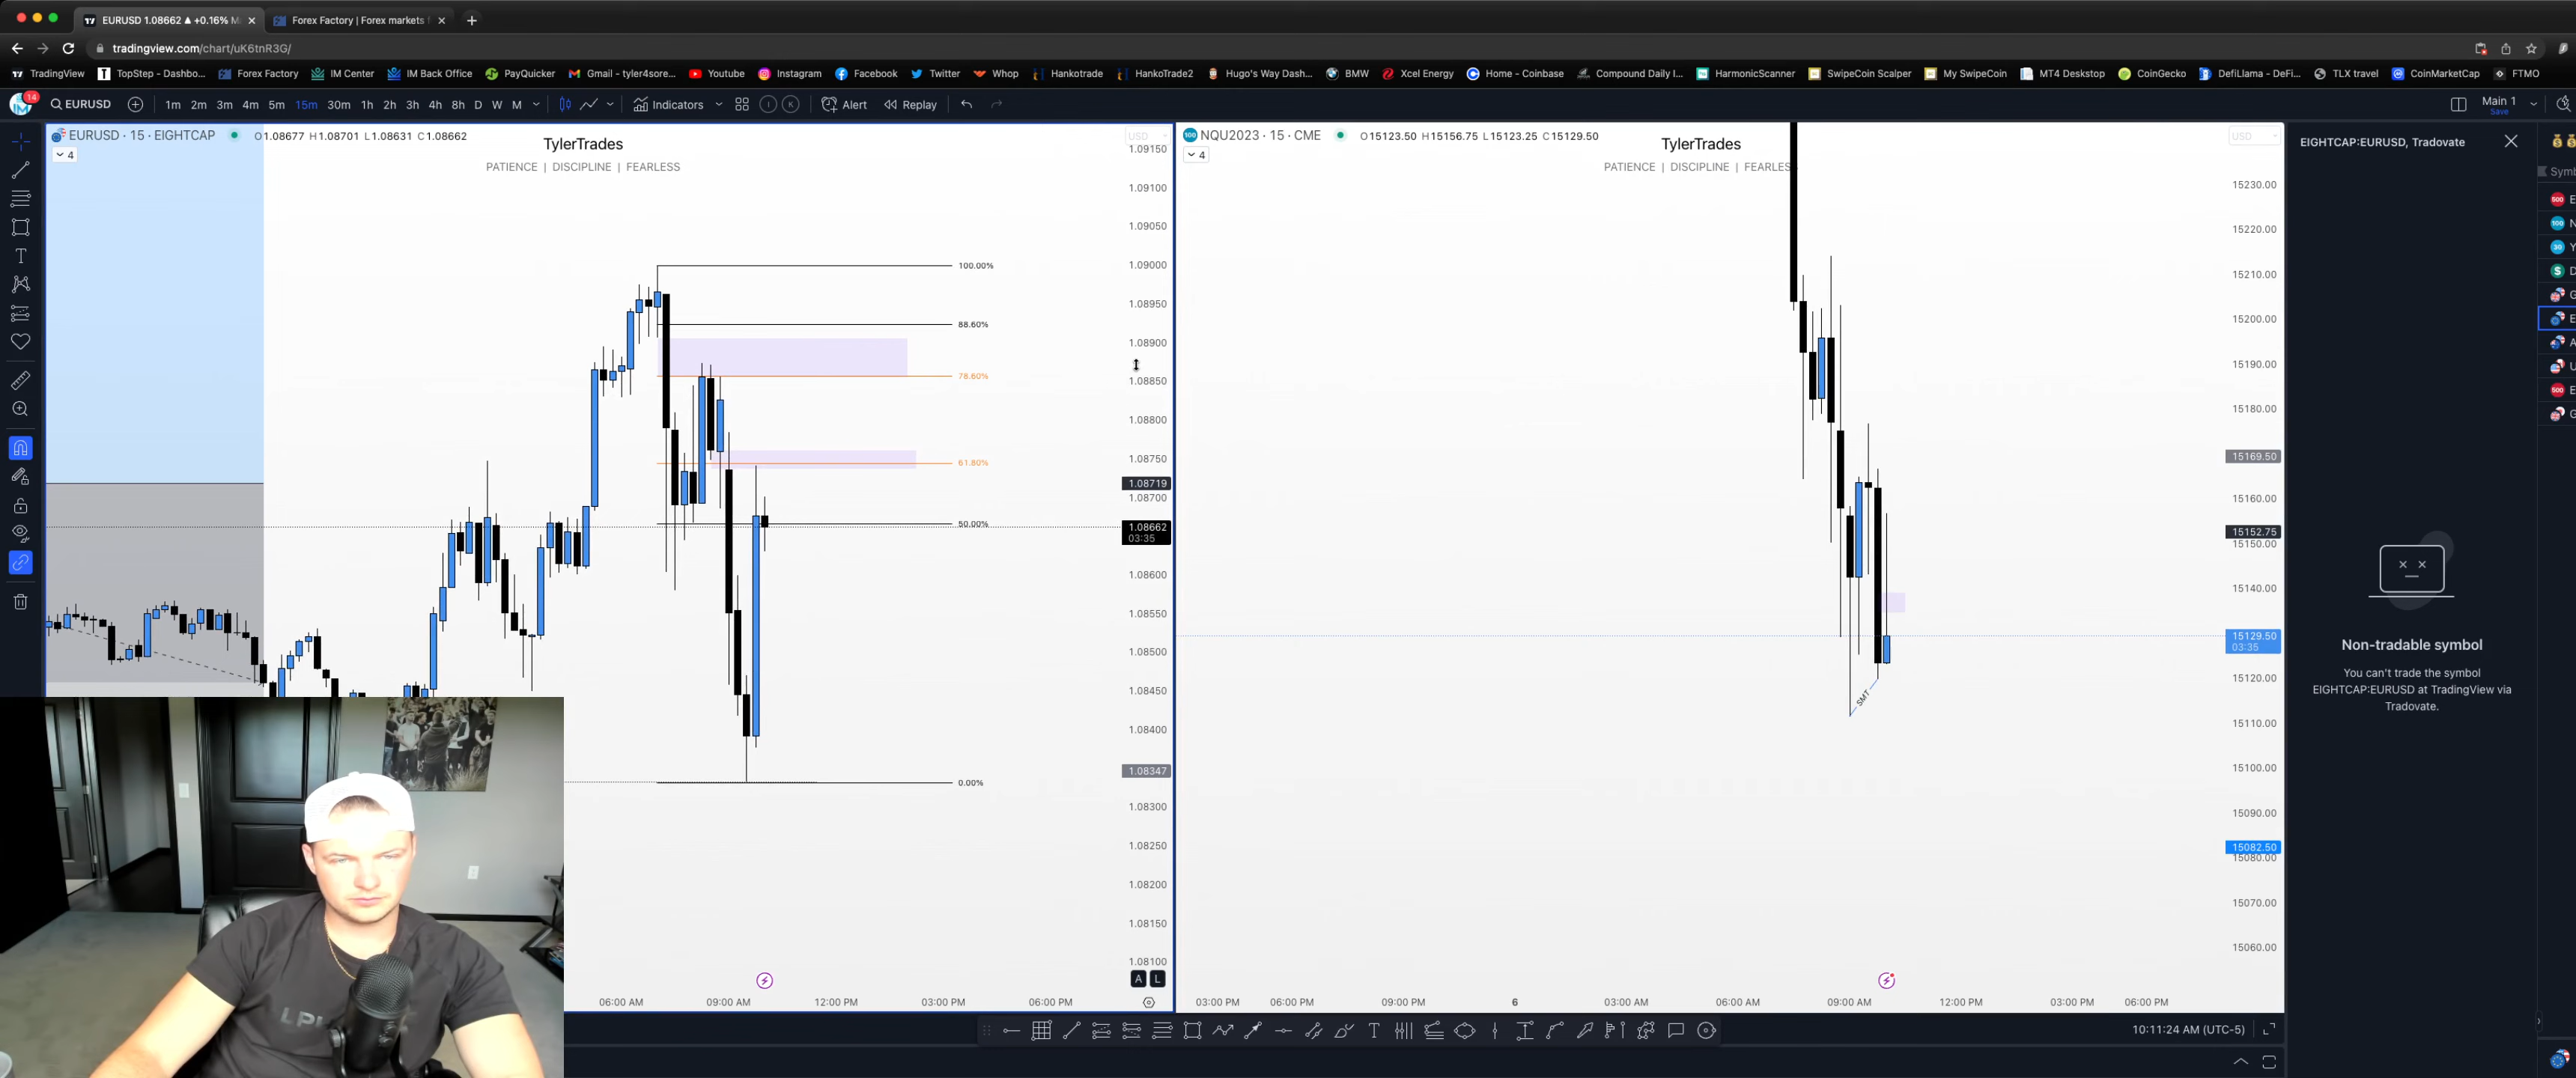 EURUSD 1.08662 ▲ +0.16% M
Forex Factory | Forex markets f
tradingview.com/chart/uK6tnR3G/
TradingView
TopStep - Dashbo...
Forex Factory
IM Center
IM Back Office
PayQuicker
Gmail - tyler4sore...
Youtube
Instagram
Facebook
Twitter
Whop
Hankotrade
HankoTrade2
Hugo's Way Dash...
BMW
Xcel Energy
Home - Coinbase
Compound Daily I...
HarmonicScanner
SwipeCoin Scalper
My SwipeCoin
MT4 Deskstop
CoinGecko
DefiLlama - DeFi...
TLX travel
CoinMarketCap
FTMO
14
EURUSD
1m 2m 3m 4m 5m 15m 30m 1h 2h 3h 4h 8h D W M
Indicators
Alert
Replay
Main 1
Save
EURUSD · 15 · EIGHTCAP
O1.08677 H1.08701 L1.08631 C1.08662
4
TylerTrades
PATIENCE | DISCIPLINE | FEARLESS
USD
1.09150
1.09100
1.09050
1.09000
1.08950
1.08900
1.08850
1.08800
1.08750
1.08719
1.08700
1.08662
03:35
1.08600
1.08550
1.08500
1.08450
1.08400
1.08347
1.08300
1.08250
1.08200
1.08150
1.08100
100.00%
88.60%
78.60%
61.80%
50.00%
0.00%
A L
06:00 AM
09:00 AM
12:00 PM
03:00 PM
06:00 PM
NQU2023 · 15 · CME
O15123.50 H15156.75 L15123.25 C15129.50
4
TylerTrades
PATIENCE | DISCIPLINE | FEARLES
USD
15230.00
15220.00
15210.00
15200.00
15190.00
15180.00
15169.50
15160.00
15152.75
15150.00
15140.00
15129.50
03:35
15120.00
15110.00
15100.00
15090.00
15082.50
15080.00
15070.00
15060.00
SMT
03:00 PM
06:00 PM
09:00 PM
6
03:00 AM
06:00 AM
09:00 AM
12:00 PM
03:00 PM
06:00 PM
EIGHTCAP:EURUSD, Tradovate
Non-tradable symbol
You can't trade the symbol
EIGHTCAP:EURUSD at TradingView via
Tradovate.
Symb
10:11:24 AM (UTC-5)